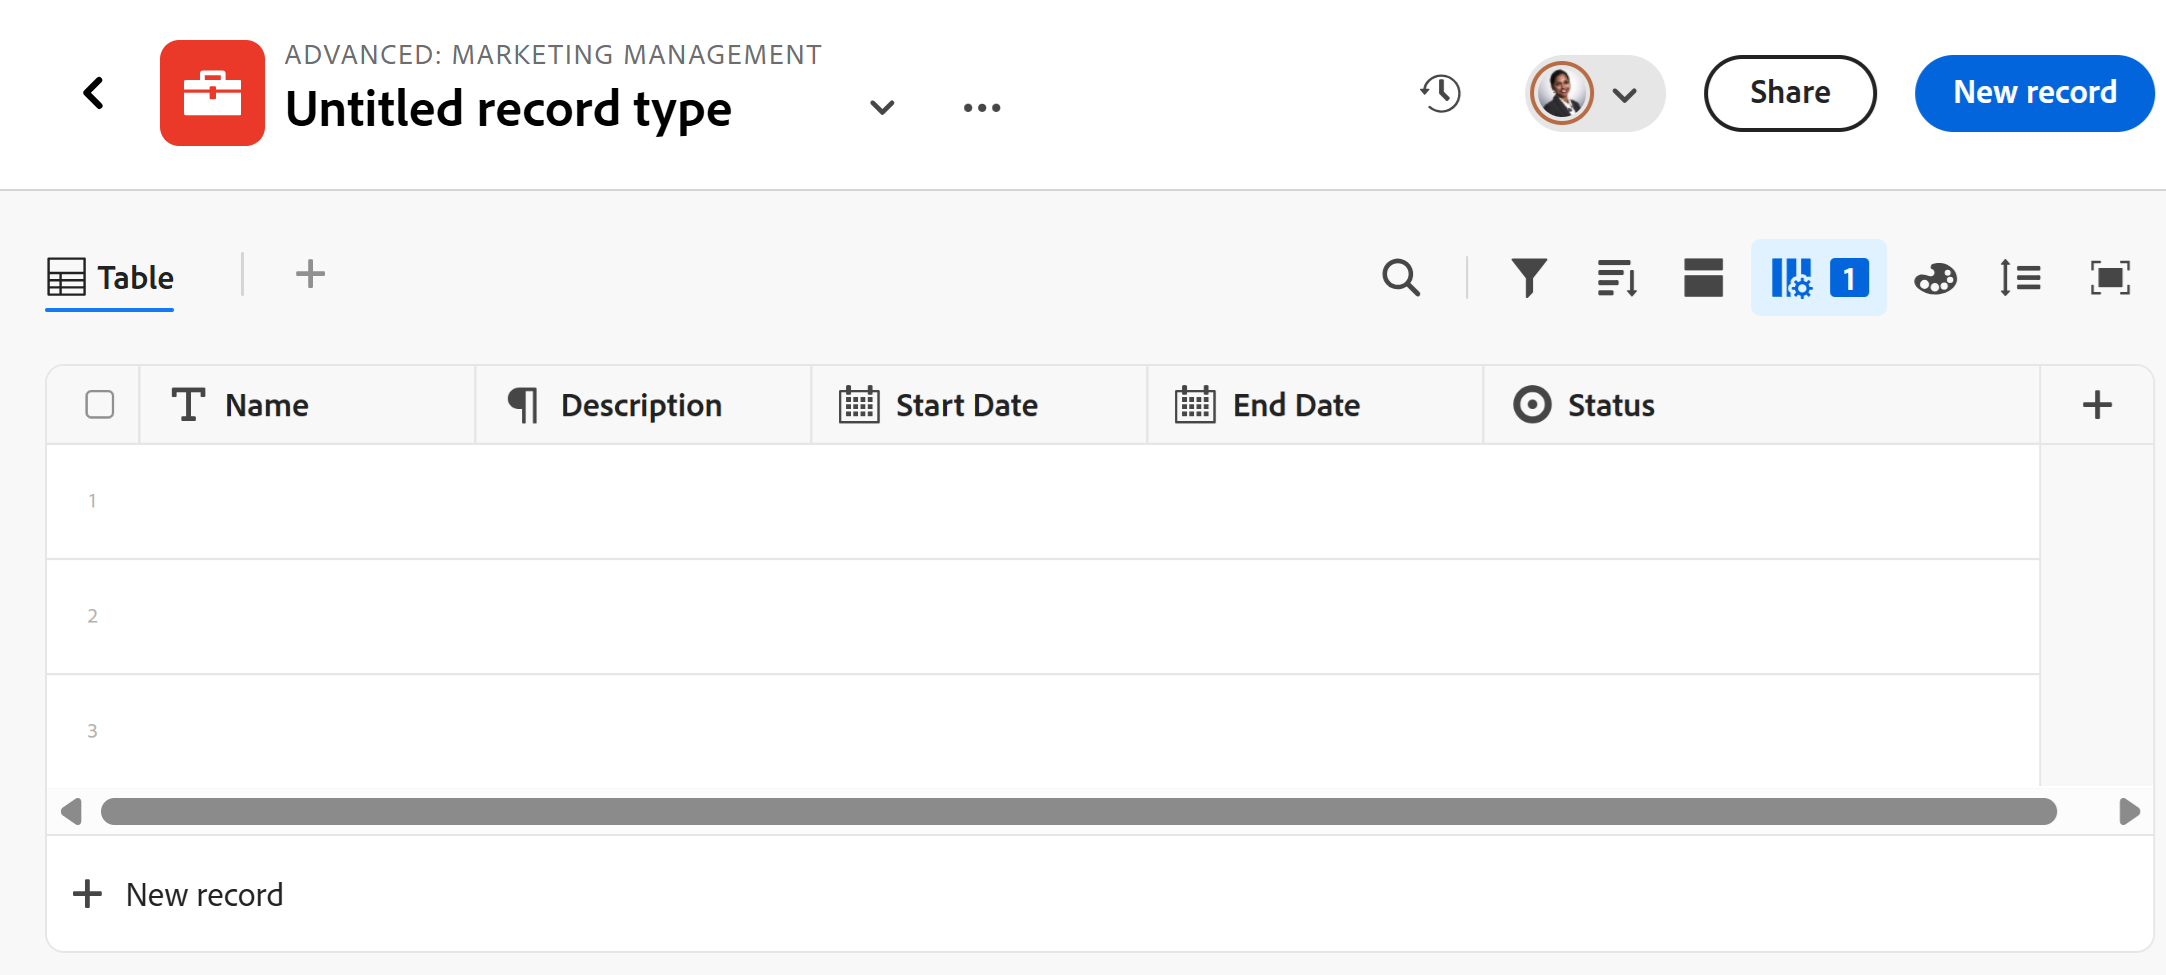 ADVANCED: MARKETING MANAGEMENT
Untitled record type
Share
New record
Table
1
Name
Description
Start Date
End Date
Status
1
2
3
New record